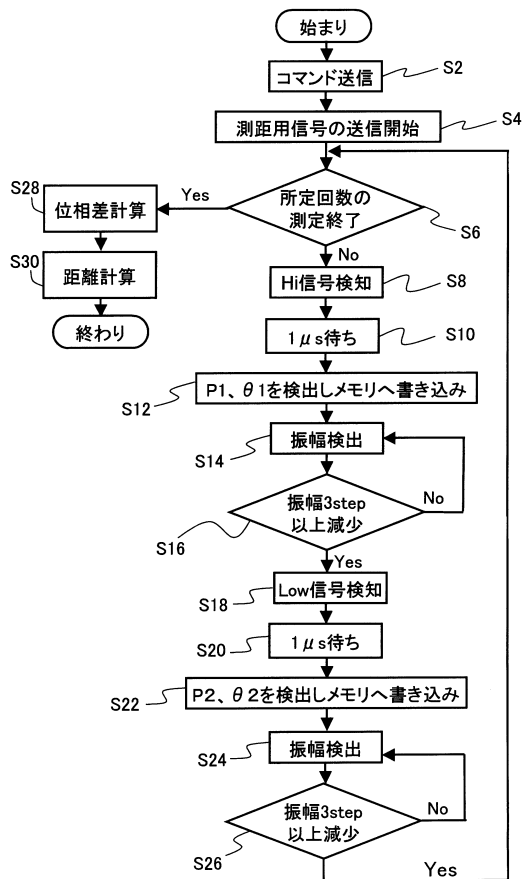 始まり
コマンド送信
S2
測距用信号の送信開始
S4
所定回数の
測定終了
S6
Yes
S28
位相差計算
S30
距離計算
終わり
No
Hi信号検知
S8
1μs待ち
S10
P1、θ1を検出しメモリへ書き込み
S12
振幅検出
S14
振幅3step
以上減少
No
S16
Yes
Low信号検知
S18
1μs待ち
S20
P2、θ2を検出しメモリへ書き込み
S22
振幅検出
S24
振幅3step
以上減少
No
S26
Yes